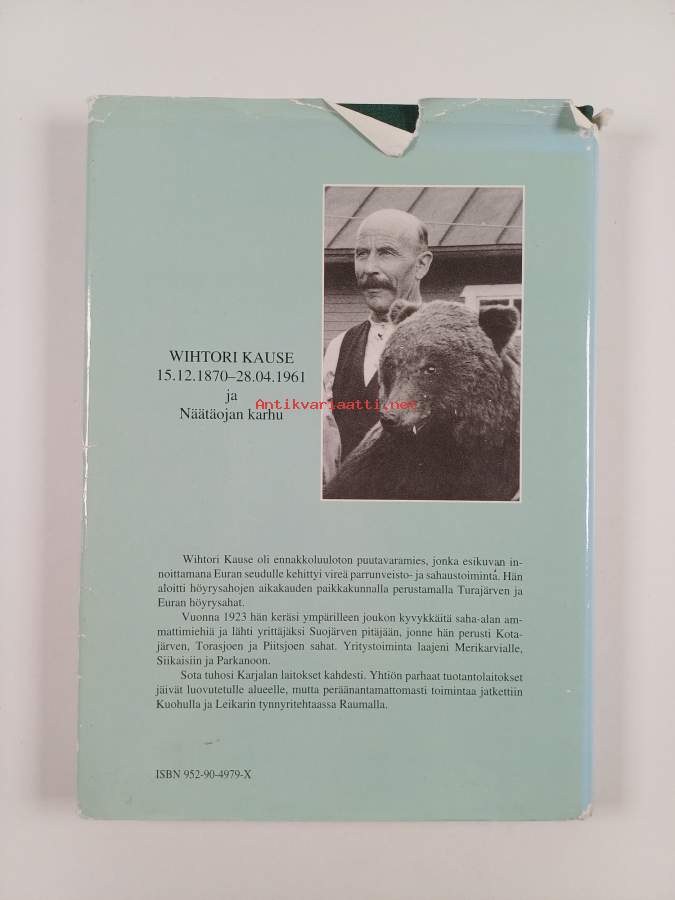 WIHTORI KAUSE
15.12.1870–28.04.1961
ja
Näätäojan karhu
Antikvariaatti.net
Wihtori Kause oli ennakkoluuloton puutavaramies, jonka esikuvan in-
noittamana Euran seudulle kehittyi vireä parrunveisto- ja sahaustoiminta. Hän
aloitti höyrysahojen aikakauden paikkakunnalla perustamalla Turajärven ja
Euran höyrysahat.
Vuonna 1923 hän keräsi ympärilleen joukon kyvykkäitä saha-alan am-
mattimiehiä ja lähti yrittäjäksi Suojärven pitäjään, jonne hän perusti Kota-
järven, Torasjoen ja Piitsjoen sahat. Yritystoiminta laajeni Merikarvialle,
Siikaisiin ja Parkanoon.
Sota tuhosi Karjalan laitokset kahdesti. Yhtiön parhaat tuotantolaitokset
jäivät luovutetulle alueelle, mutta peräänantamattomasti toimintaa jatkettiin
Kuohulla ja Leikarin tynnyritehtaassa Raumalla.
ISBN 952-90-4979-X